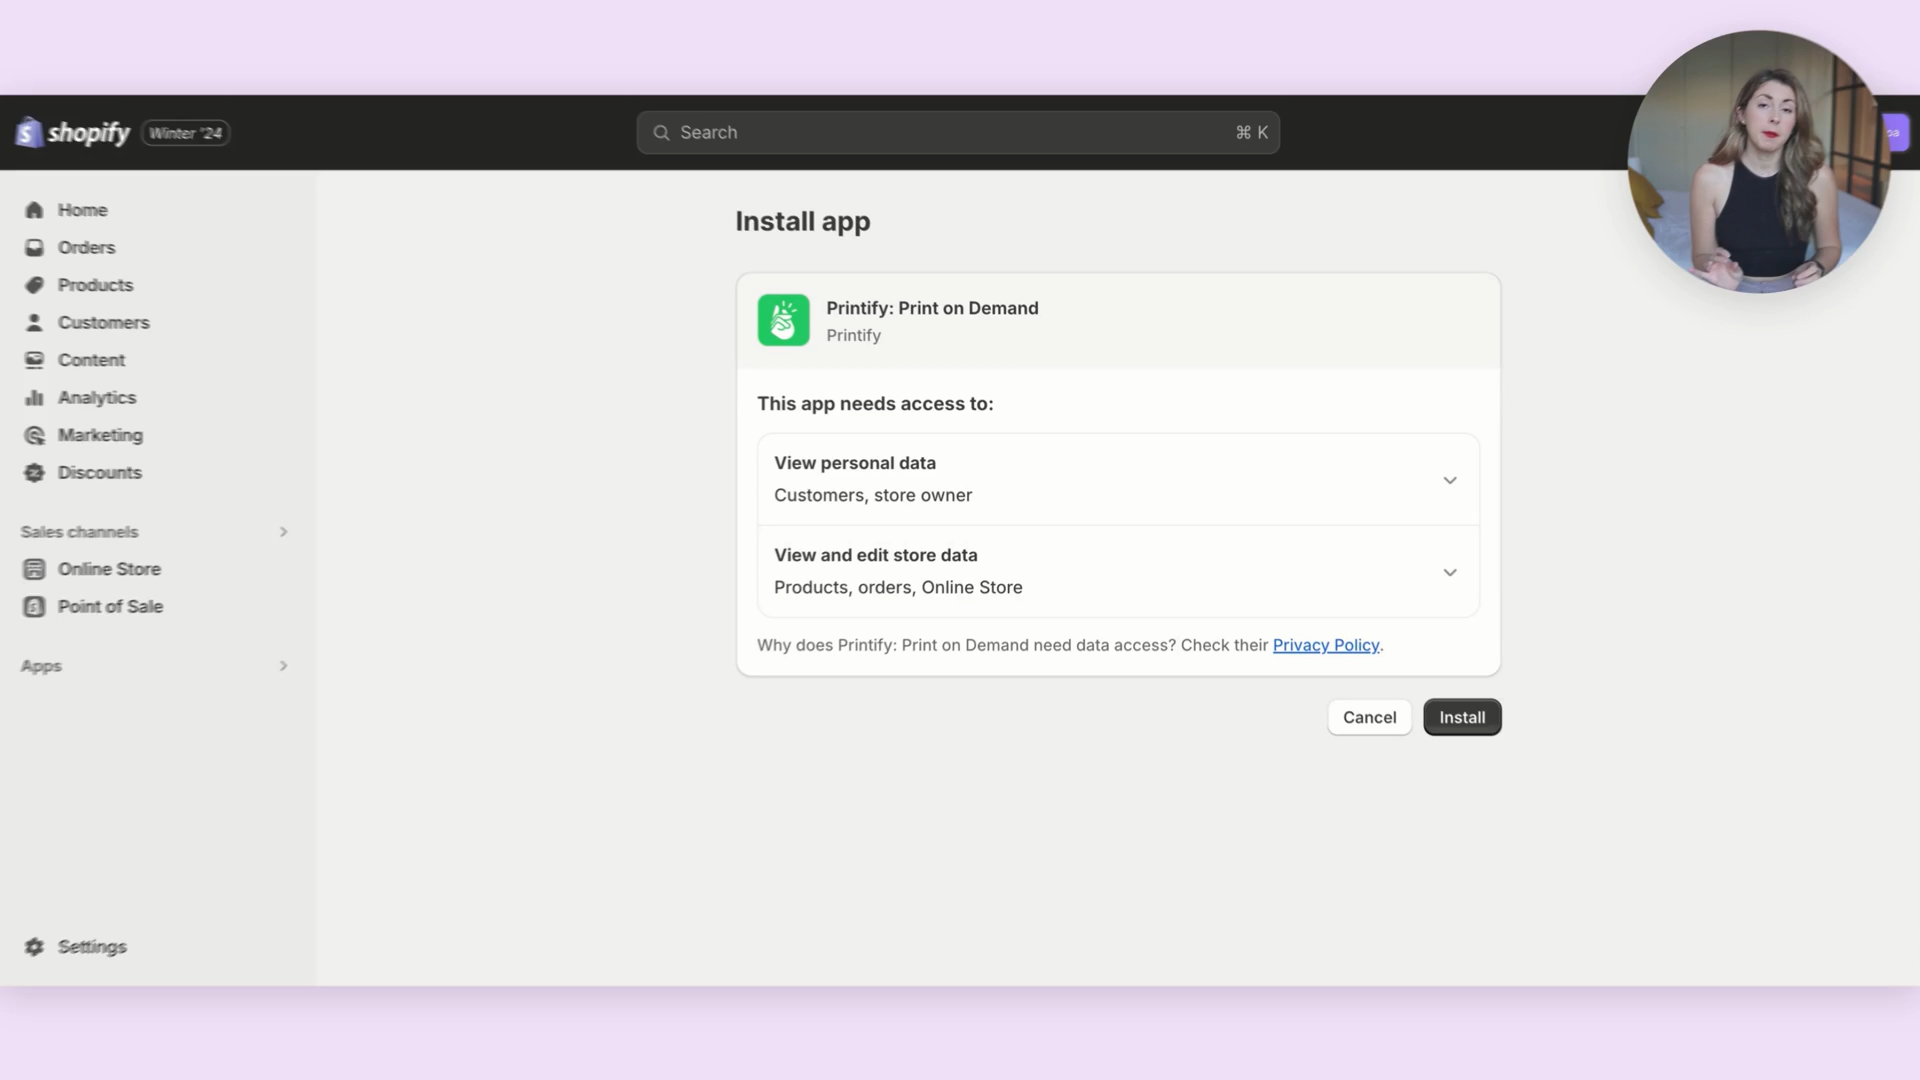 shopify
Winter '24
Search
⌘ K
Home
Orders
Products
Customers
Content
Analytics
Marketing
Discounts
Sales channels
Online Store
Point of Sale
Apps
Settings
Install app
Printify: Print on Demand
Printify
This app needs access to:
View personal data
Customers, store owner
View and edit store data
Products, orders, Online Store
Why does Printify: Print on Demand need data access? Check their Privacy Policy.
Cancel
Install